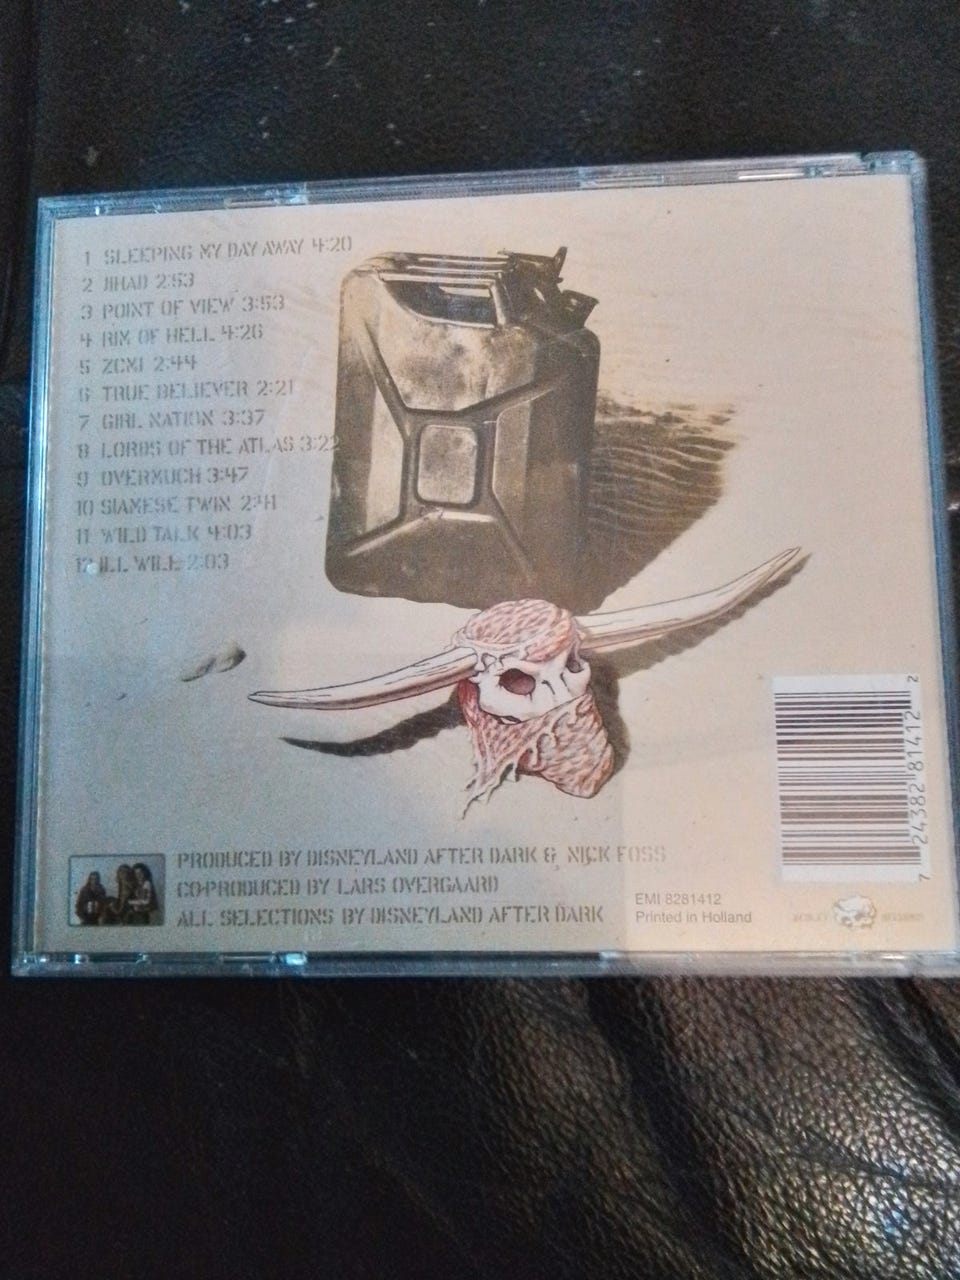 1 SLEEPING MY DAY AWAY 4:20
2 JIHAD 2:53
3 POINT OF VIEW 3:53
4 RIM OF HELL 4:26
5 ZCMI 2:44
6 TRUE BELIEVER 2:21
7 GIRL NATION 3:37
8 LORDS OF THE ATLAS 3:22
9 OVERMUCH 3:47
10 SIAMESE TWIN
11 WILD TALK 4:03
12 ILL WILL 2:03
PRODUCED BY DISNEYLAND AFTER DARK & NICK FOSS
CO-PRODUCED BY LARS OVERGAARD
ALL SELECTIONS BY DISNEYLAND AFTER DARK
EMI 8281412
Printed in Holland
7 24382 81412 2